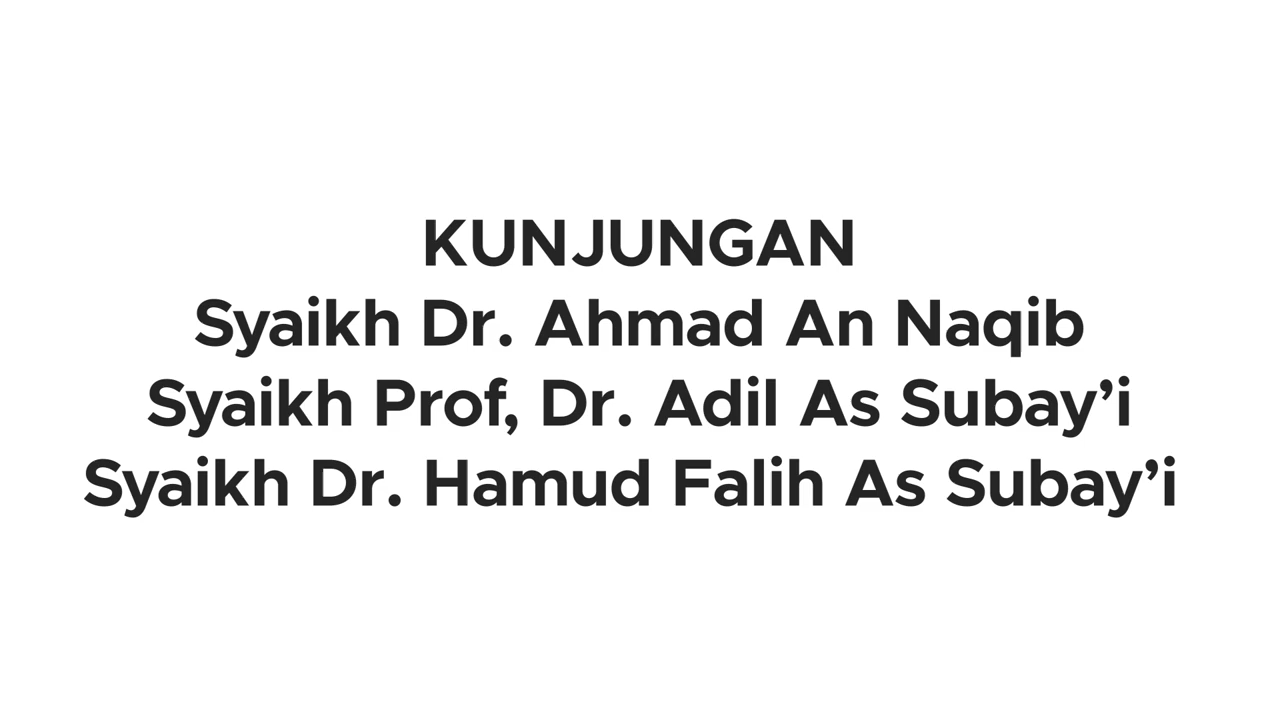 KUNJUNGAN
Syaikh Dr. Ahmad An Naqib
Syaikh Prof, Dr. Adil As Subay’i
Syaikh Dr. Hamud Falih As Subay’i